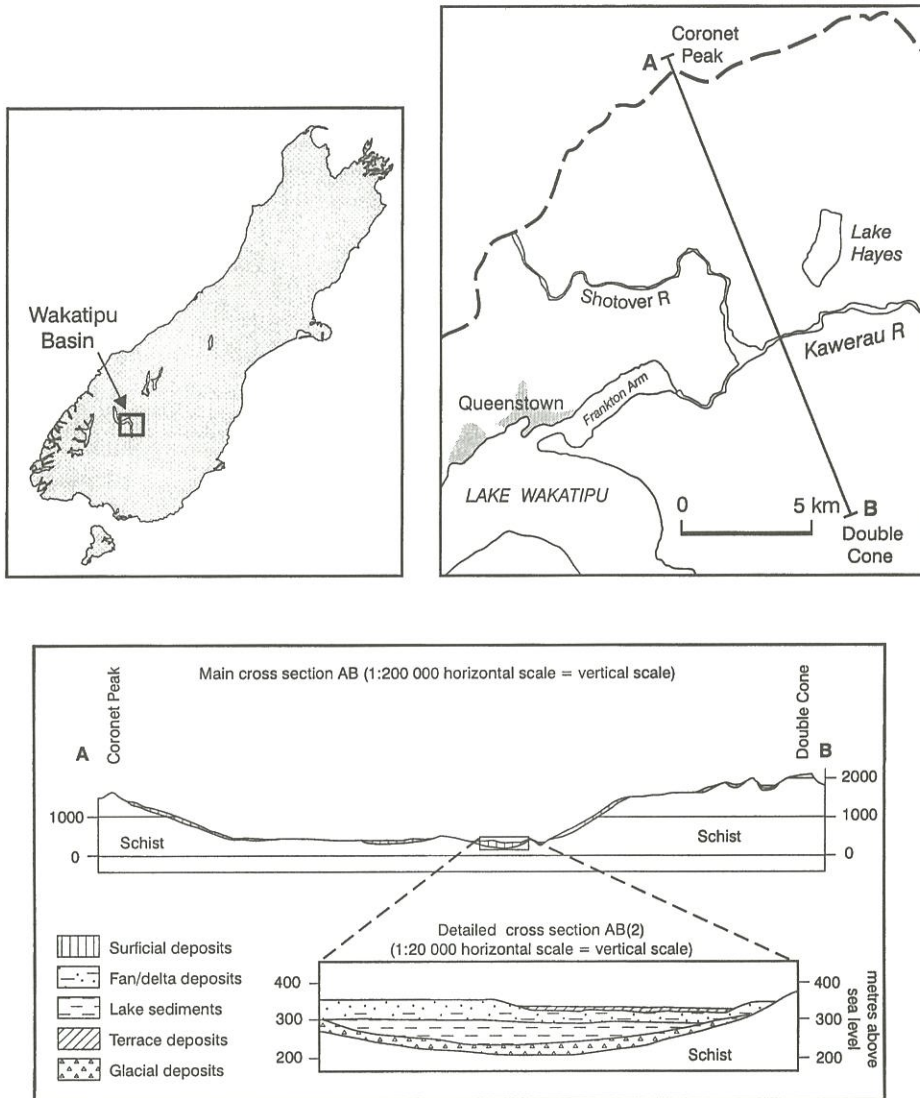 Wakatipu
Basin
Coronet
Peak
A
Lake
Hayes
Shotover R
Kawerau R
Queenstown
Frankton Arm
LAKE WAKATIPU
0 5 km
B
Double
Cone
Main cross section AB (1:200 000 horizontal scale = vertical scale)
A
Coronet Peak
Double Cone
B
1000
0
Schist
Schist
2000
1000
0
Detailed cross section AB(2)
(1:20 000 horizontal scale = vertical scale)
Surficial deposits
Fan/delta deposits
Lake sediments
Terrace deposits
Glacial deposits
400
300
200
Schist
400
300
200
metres above
sea level